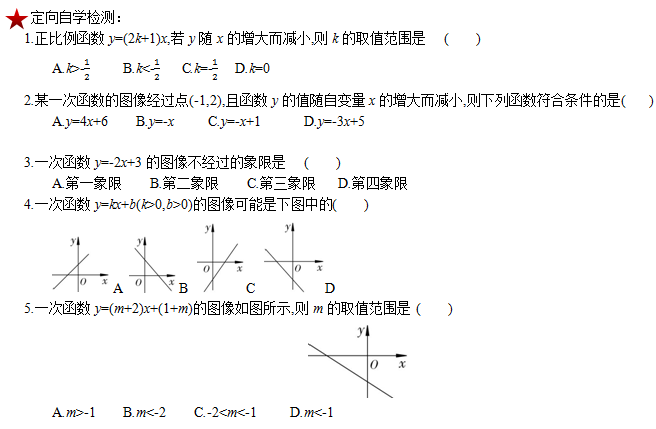 定向自学检测：
1.正比例函数 y=(2k+1)x,若 y 随 x 的增大而减小,则 k 的取值范围是 (  )
A.k>-1/2 B.k<-1/2 C.k=-1/2 D.k=0
2.某一次函数的图像经过点(-1,2),且函数 y 的值随自变量 x 的增大而减小,则下列函数符合条件的是(  )
A.y=4x+6 B.y=-x C.y=-x+1 D.y=-3x+5
3.一次函数 y=-2x+3 的图像不经过的象限是 (  )
A.第一象限 B.第二象限 C.第三象限 D.第四象限
4.一次函数 y=kx+b(k>0,b>0)的图像可能是下图中的(  )
y O x A y O x B y O x C y O x D
5.一次函数 y=(m+2)x+(1+m)的图像如图所示,则 m 的取值范围是 (  )
y O x
A.m>-1 B.m<-2 C.-2<m<-1 D.m<-1